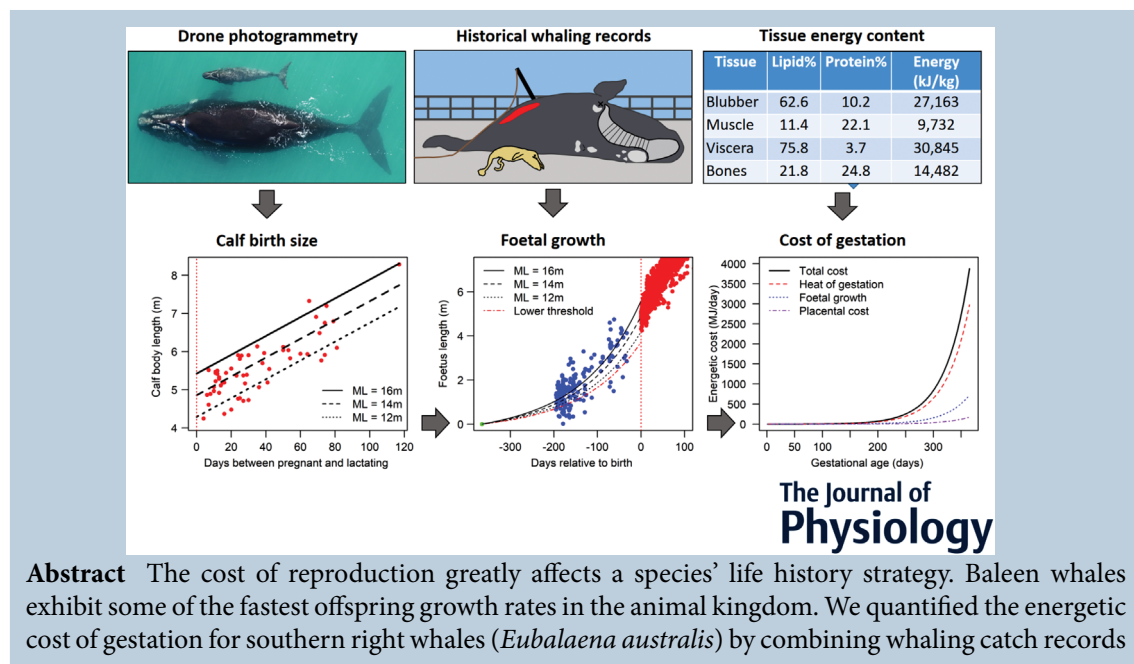 Drone photogrammetry
Historical whaling records
Tissue energy content
Tissue Lipid% Protein% Energy (kJ/kg)
Blubber 62.6 10.2 27,163
Muscle 11.4 22.1 9,732
Viscera 75.8 3.7 30,845
Bones 21.8 24.8 14,482
Calf birth size
Calf body length (m)
8
7
6
5
4
ML = 16m
ML = 14m
ML = 12m
0 20 40 60 80 100 120
Days between pregnant and lactating
Foetal growth
Foetus length (m)
6
4
2
0
ML = 16m
ML = 14m
ML = 12m
Lower threshold
-300 -200 -100 0 100
Days relative to birth
Cost of gestation
Energetic cost (MJ/day)
4000
3500
3000
2500
2000
1500
1000
500
0
Total cost
Heat of gestation
Foetal growth
Placental cost
0 50 100 200 300
Gestational age (days)
The Journal of
Physiology
Abstract The cost of reproduction greatly affects a species' life history strategy. Baleen whales
exhibit some of the fastest offspring growth rates in the animal kingdom. We quantified the energetic
cost of gestation for southern right whales (Eubalaena australis) by combining whaling catch records